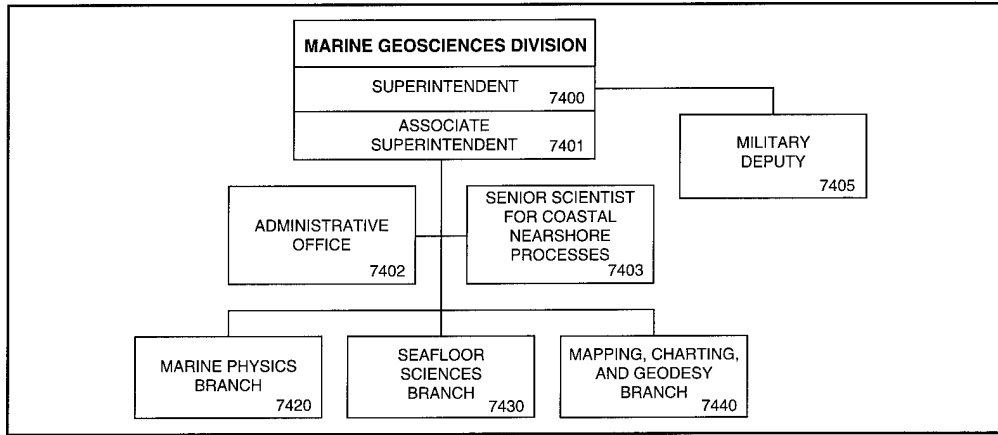 MARINE GEOSCIENCES DIVISION
SUPERINTENDENT
7400
ASSOCIATE
SUPERINTENDENT
7401
MILITARY
DEPUTY
7405
ADMINISTRATIVE
OFFICE
7402
SENIOR SCIENTIST
FOR COASTAL
NEARSHORE
PROCESSES
7403
MARINE PHYSICS
BRANCH
7420
SEAFLOOR
SCIENCES
BRANCH
7430
MAPPING, CHARTING,
AND GEODESY
BRANCH
7440